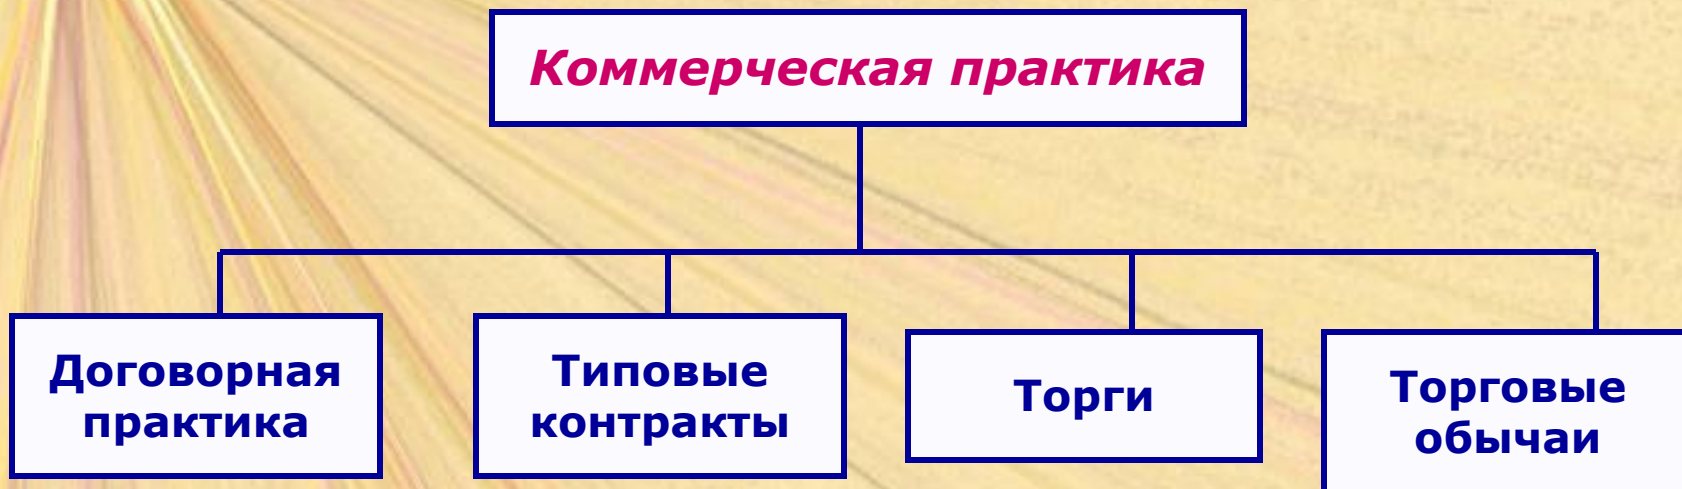 Коммерческая практика
Договорная
практика
Типовые
контракты
Торги
Торговые
обычаи